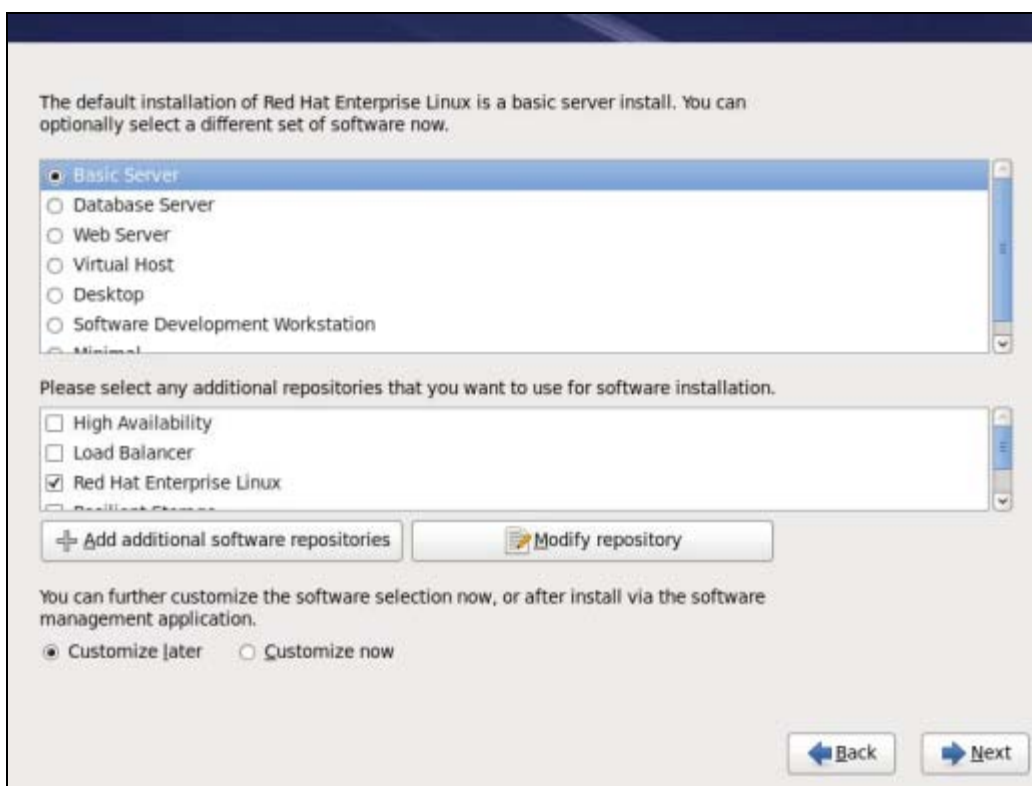 The default installation of Red Hat Enterprise Linux is a basic server install. You can
optionally select a different set of software now.
Basic Server
Database Server
Web Server
Virtual Host
Desktop
Software Development Workstation
Minimal
Please select any additional repositories that you want to use for software installation.
High Availability
Load Balancer
Red Hat Enterprise Linux
Resilient Storage
Add additional software repositories
Modify repository
You can further customize the software selection now, or after install via the software
management application.
Customize later
Customize now
Back
Next